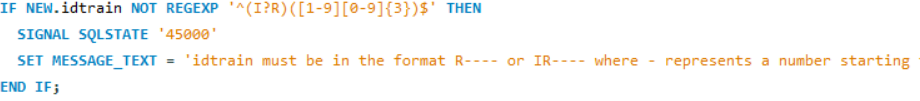 IF NEW.idtrain NOT REGEXP '^(I?R)([1-9][0-9]{3})$' THEN
SIGNAL SQLSTATE '45000'
SET MESSAGE_TEXT = 'idtrain must be in the format R---- or IR---- where - represents a number starting
END IF;